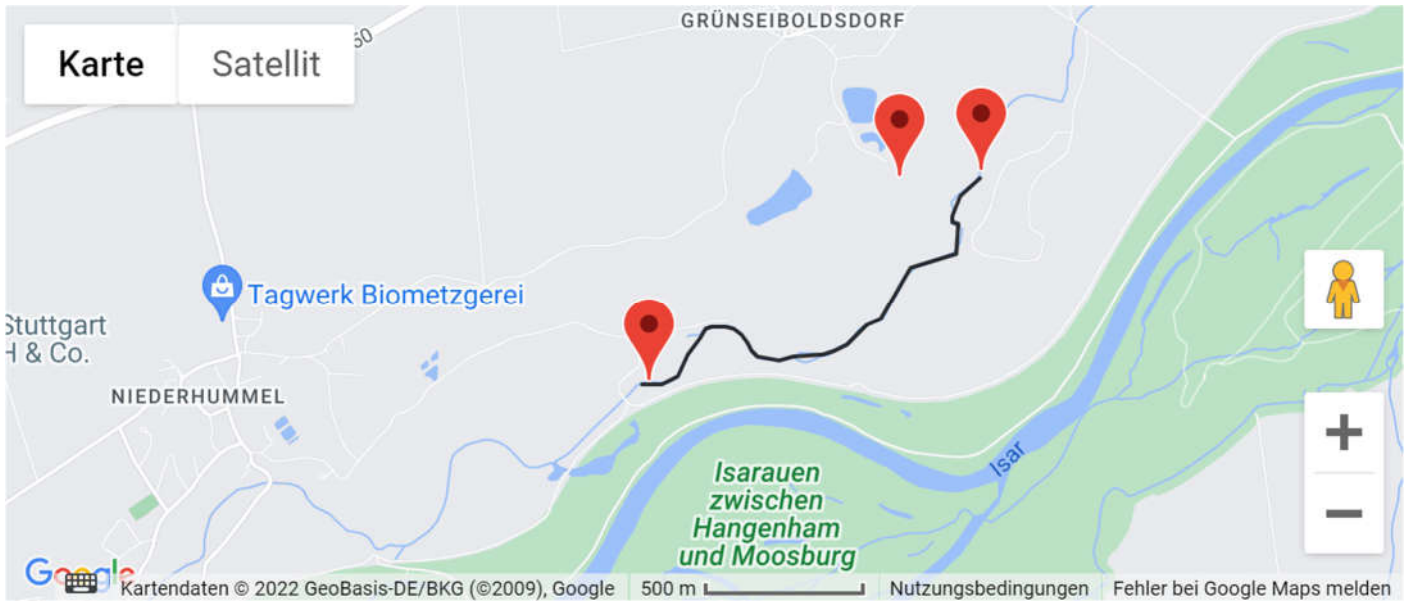 GRÜNSEIBOLDSDORF
Karte
Satellit
Tagwerk Biometzgerei
Stuttgart
H & Co.
NIEDERHUMMEL
Isar
Isarauen
zwischen
Hangenham
und Moosburg
Google
Kartendaten © 2022 GeoBasis-DE/BKG (©2009), Google 500 m Nutzungsbedingungen Fehler bei Google Maps melden